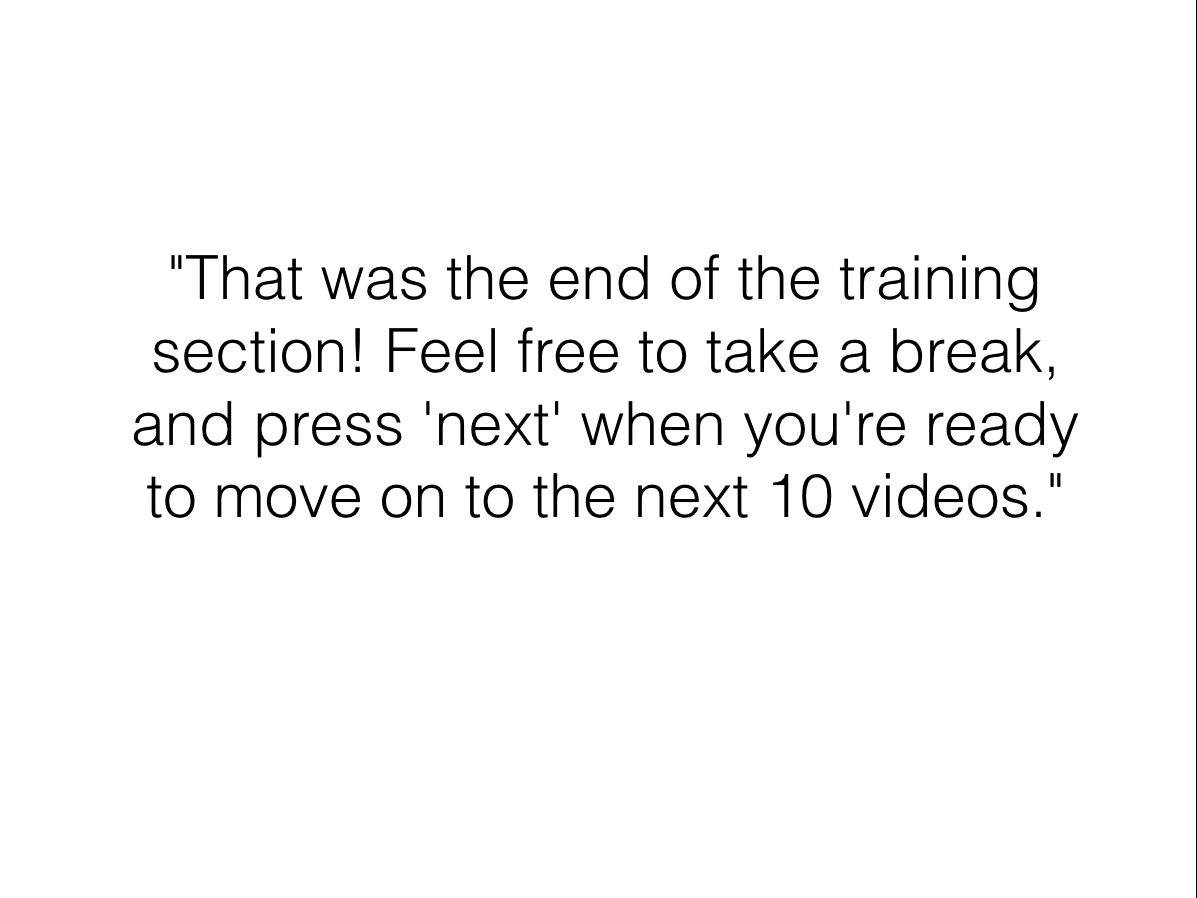 "That was the end of the training
section! Feel free to take a break,
and press 'next' when you're ready
to move on to the next 10 videos."